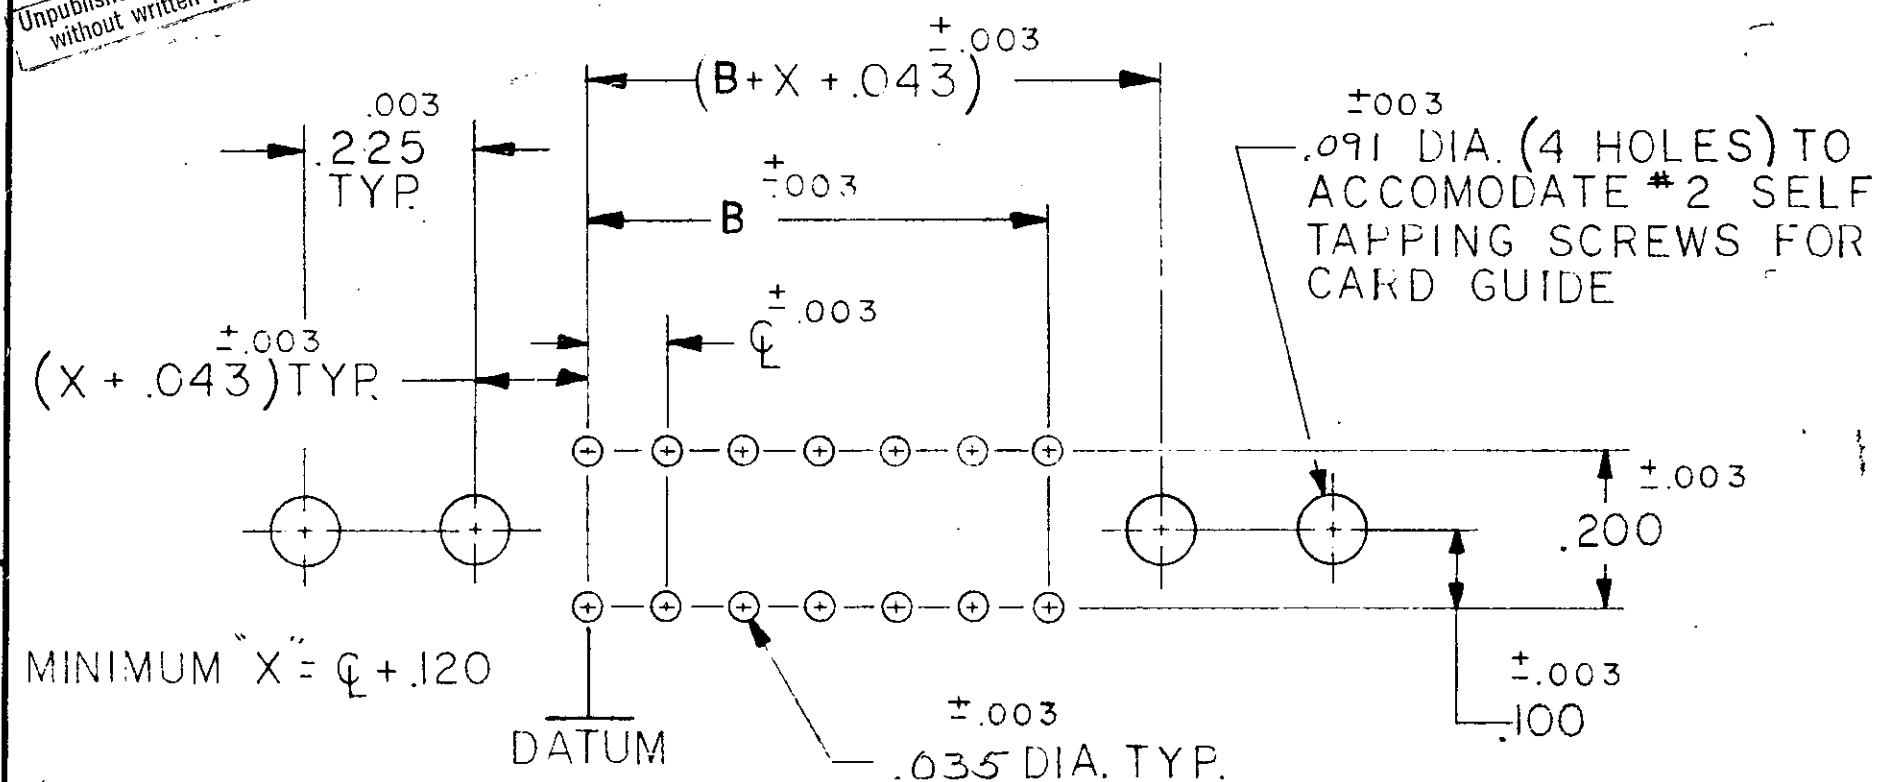 Unpublished
without written
± .003
(B + X + .043)
.003
.225
TYP.
± .003
B
±003
.091 DIA. (4 HOLES) TO
ACCOMODATE #2 SELF
TAPPING SCREWS FOR
CARD GUIDE
± .003
℄
± .003
(X + .043) TYP.
± .003
.200
MINIMUM "X" = ℄ + .120
± .003
.100
DATUM
± .003
.035 DIA. TYP.